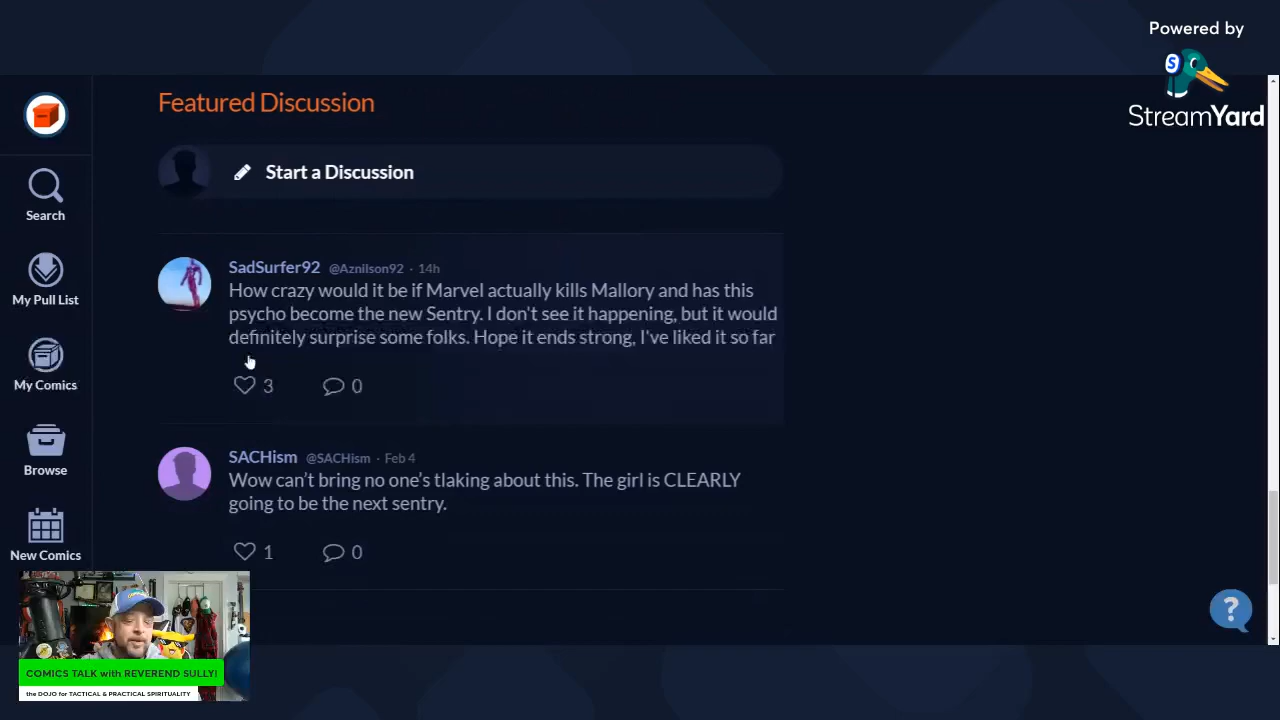 Powered by
StreamYard
Featured Discussion
Start a Discussion
Search
My Pull List
My Comics
Browse
New Comics
SadSurfer92 @Aznilson92 · 14h
How crazy would it be if Marvel actually kills Mallory and has this
psycho become the new Sentry. I don't see it happening, but it would
definitely surprise some folks. Hope it ends strong, I've liked it so far
3 0
SACHism @SACHism · Feb 4
Wow can't bring no one's tlaking about this. The girl is CLEARLY
going to be the next sentry.
1 0
?
COMICS TALK with REVEREND SULLY!
the DOJO for TACTICAL & PRACTICAL SPIRITUALITY